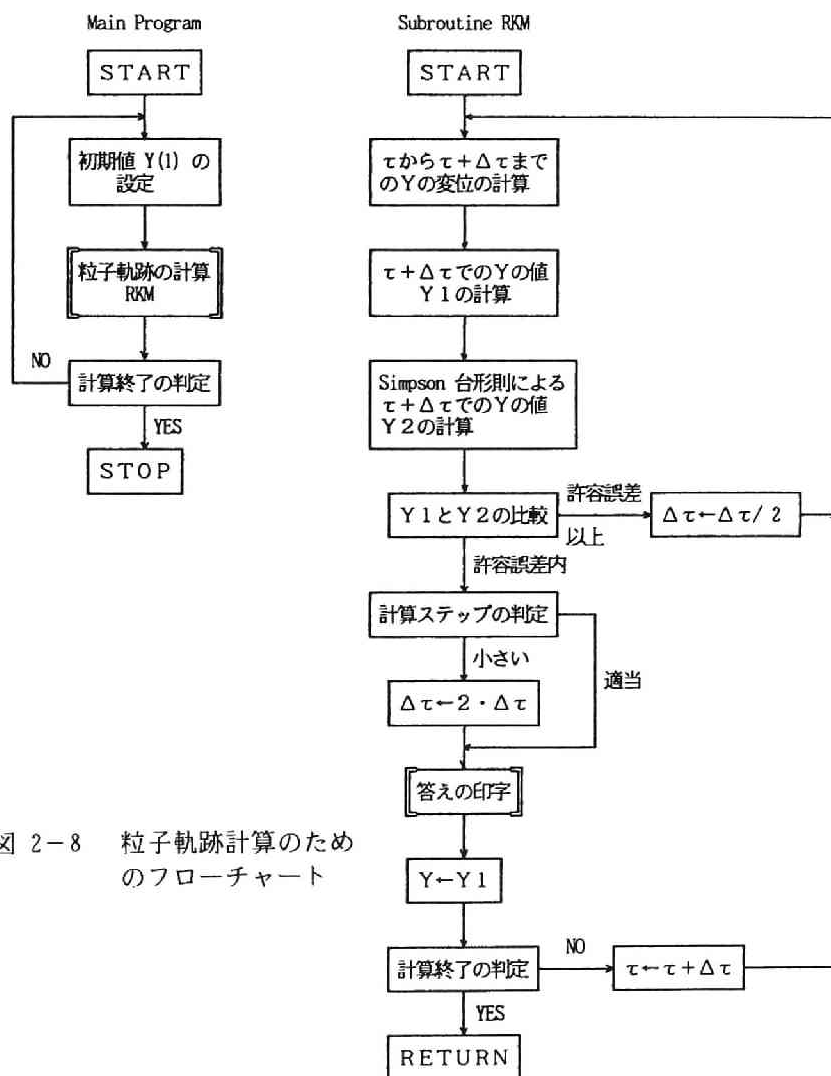 Main Program
START
初期値 Y(1) の
設定
粒子軌跡の計算
RKM
NO
計算終了の判定
YES
STOP
Subroutine RKM
START
τからτ+Δτまで
のYの変位の計算
τ+ΔτでのYの値
Y1の計算
Simpson 台形則による
τ+ΔτでのYの値
Y2の計算
Y1とY2の比較
許容誤差
以上
Δτ←Δτ/2
許容誤差内
計算ステップの判定
小さい
適当
Δτ←2・Δτ
答えの印字
Y←Y1
計算終了の判定
NO
τ←τ+Δτ
YES
RETURN
図 2-8 粒子軌跡計算のため
のフローチャート